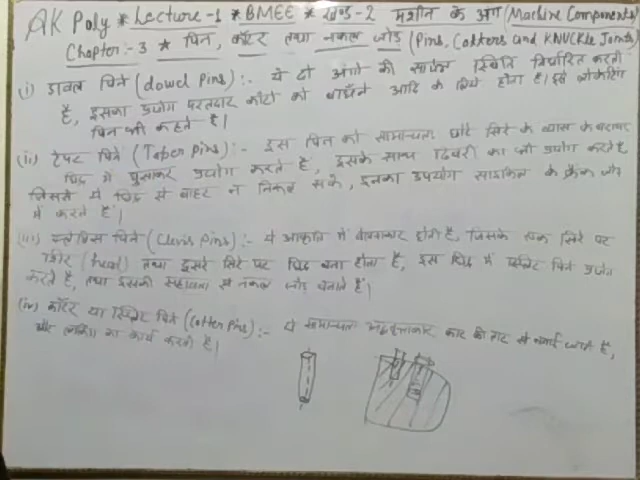 AK Poly * Lecture-1 * BMEE * खण्ड-2 मशीन के अंग (Machine Components)
Chapter:-3 * पिन, कॉटर तथा नकल जोड़ (Pins, Cotters and KNUCKle Joints)
(i) डावल पिनें (dowel Pins):- ये दो अंगों की सापेक्ष स्थिति निर्धारित करती
है, इसका प्रयोग परतदार को बाँधने आदि के लिये होता है। इसे लोकेटिंग
पिन भी कहते हैं।
(ii) टेपर पिनें (Taper Pins):- इस पिन को सामान्यतः छोटे सिरे के व्यास के बराबर
छिद्र में घुसाकर प्रयोग करते हैं, इसके साथ ढिबरी का भी प्रयोग करते हैं
जिससे ये छिद्र से बाहर न निकल सके, इनका उपयोग साइकिल के क्रैंक
में करते हैं।
(iii) क्लेविस पिनें (Clevis Pins):- ये आकृति में बेलनाकार होती है, जिसके एक सिरे पर
शिर (head) तथा दूसरे सिरे पर छिद्र बना होता है, इस छिद्र में स्प्लिट पिन प्रयोग
करते हैं, तथा इसकी सहायता से नकल जोड़ बनाते हैं।
(iv) कॉटर या स्प्लिट पिनें (Cotter Pins):- ये सामान्यतः अर्द्धवृत्ताकार काट की तार से बनाई जाती हैं,
का कार्य करती है।